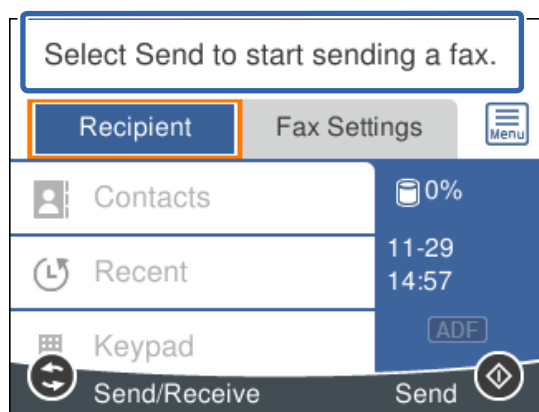 Select Send to start sending a fax.
Recipient Fax Settings Menu
Contacts 0%
11-29
Recent 14:57
Keypad ADF
Send/Receive Send